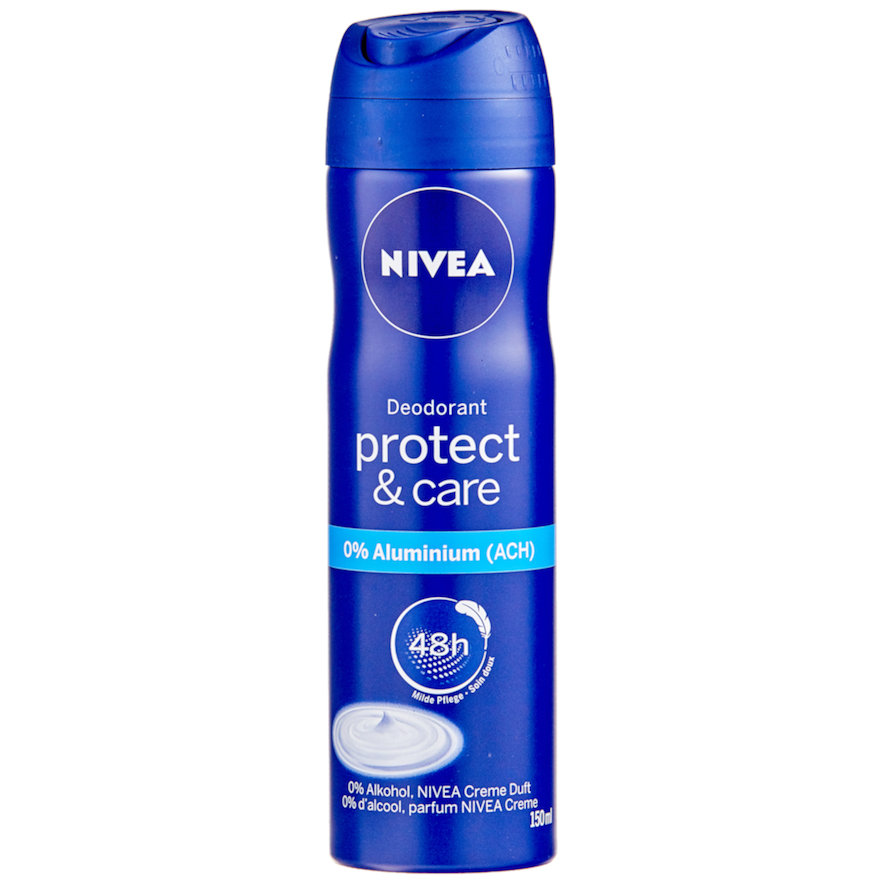 NIVEA
Deodorant
protect
& care
0% Aluminium (ACH)
48h
Milde Pflege • Soin doux
0% Alkohol, NIVEA Creme Duft
0% d'alcool, parfum NIVEA Creme
150ml